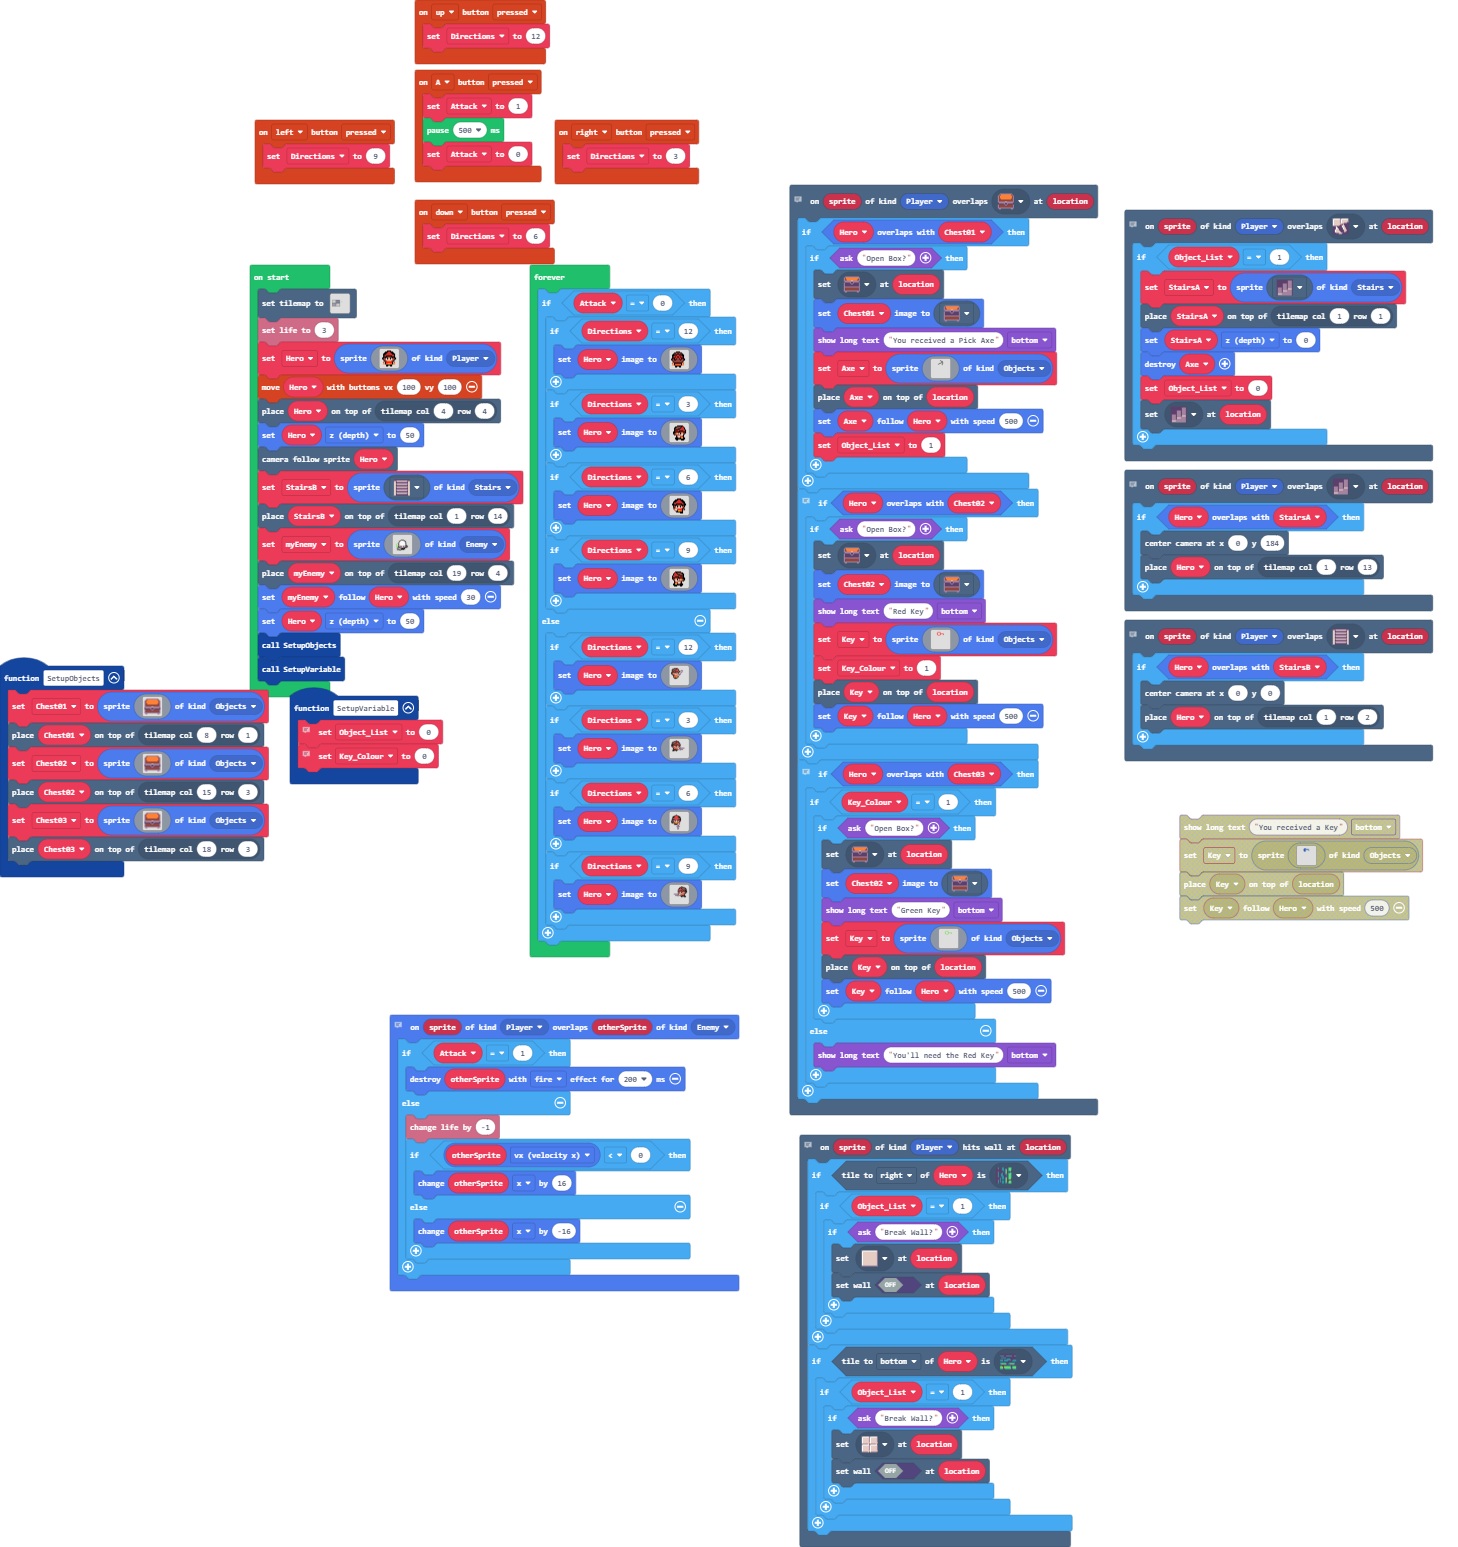 on up button pressed
set Directions to 12
on A button pressed
set Attack to 1
pause 500 ms
set Attack to 0
on left button pressed
set Directions to 9
on right button pressed
set Directions to 3
on down button pressed
set Directions to 6
on start
set tilemap to
set life to 3
set Hero to sprite of kind Player
move Hero with buttons vx 100 vy 100
place Hero on top of tilemap col 4 row 4
set Hero z (depth) to 50
camera follow sprite Hero
set StairsB to sprite of kind Stairs
place StairsB on top of tilemap col 1 row 14
set myEnemy to sprite of kind Enemy
place myEnemy on top of tilemap col 19 row 4
set myEnemy follow Hero with speed 30
set Hero z (depth) to 50
call SetupObjects
call SetupVariable
function SetupObjects
set Chest01 to sprite of kind Objects
place Chest01 on top of tilemap col 8 row 1
set Chest02 to sprite of kind Objects
place Chest02 on top of tilemap col 15 row 3
set Chest03 to sprite of kind Objects
place Chest03 on top of tilemap col 18 row 3
function SetupVariable
set Object_List to 0
set Key_Colour to 0
forever
if Attack = 0 then
if Directions = 12 then
set Hero image to
if Directions = 3 then
set Hero image to
if Directions = 6 then
set Hero image to
if Directions = 9 then
set Hero image to
else
if Directions = 12 then
set Hero image to
if Directions = 3 then
set Hero image to
if Directions = 6 then
set Hero image to
if Directions = 9 then
set Hero image to
on sprite of kind Player overlaps otherSprite of kind Enemy
if Attack = 1 then
destroy otherSprite with fire effect for 200 ms
else
change life by -1
if otherSprite vx (velocity x) < 0 then
change otherSprite x by 16
else
change otherSprite x by -16
on sprite of kind Player overlaps at location
if Hero overlaps with Chest01 then
if ask "Open Box?" then
set at location
set Chest01 image to
show long text "You received a Pick Axe" bottom
set Axe to sprite of kind Objects
place Axe on top of location
set Axe follow Hero with speed 500
set Object_List to 1
if Hero overlaps with Chest02 then
if ask "Open Box?" then
set at location
set Chest02 image to
show long text "Red Key" bottom
set Key to sprite of kind Objects
set Key_Colour to 1
place Key on top of location
set Key follow Hero with speed 500
if Hero overlaps with Chest03 then
if Key_Colour = 1 then
if ask "Open Box?" then
set at location
set Chest02 image to
show long text "Green Key" bottom
set Key to sprite of kind Objects
place Key on top of location
set Key follow Hero with speed 500
else
show long text "You'll need the Red Key" bottom
on sprite of kind Player hits wall at location
if tile to right of Hero is then
if Object_List = 1 then
if ask "Break Wall?" then
set at location
set wall OFF at location
if tile to bottom of Hero is then
if Object_List = 1 then
if ask "Break Wall?" then
set at location
set wall OFF at location
on sprite of kind Player overlaps at location
if Object_List = 1 then
set StairsA to sprite of kind Stairs
place StairsA on top of tilemap col 1 row 1
set StairsA z (depth) to 0
destroy Axe
set Object_List to 0
set at location
on sprite of kind Player overlaps at location
if Hero overlaps with StairsA then
center camera at x 0 y 184
place Hero on top of tilemap col 1 row 13
on sprite of kind Player overlaps at location
if Hero overlaps with StairsB then
center camera at x 0 y 0
place Hero on top of tilemap col 1 row 2
show long text "You received a Key" bottom
set Key to sprite of kind Objects
place Key on top of location
set Key follow Hero with speed 500